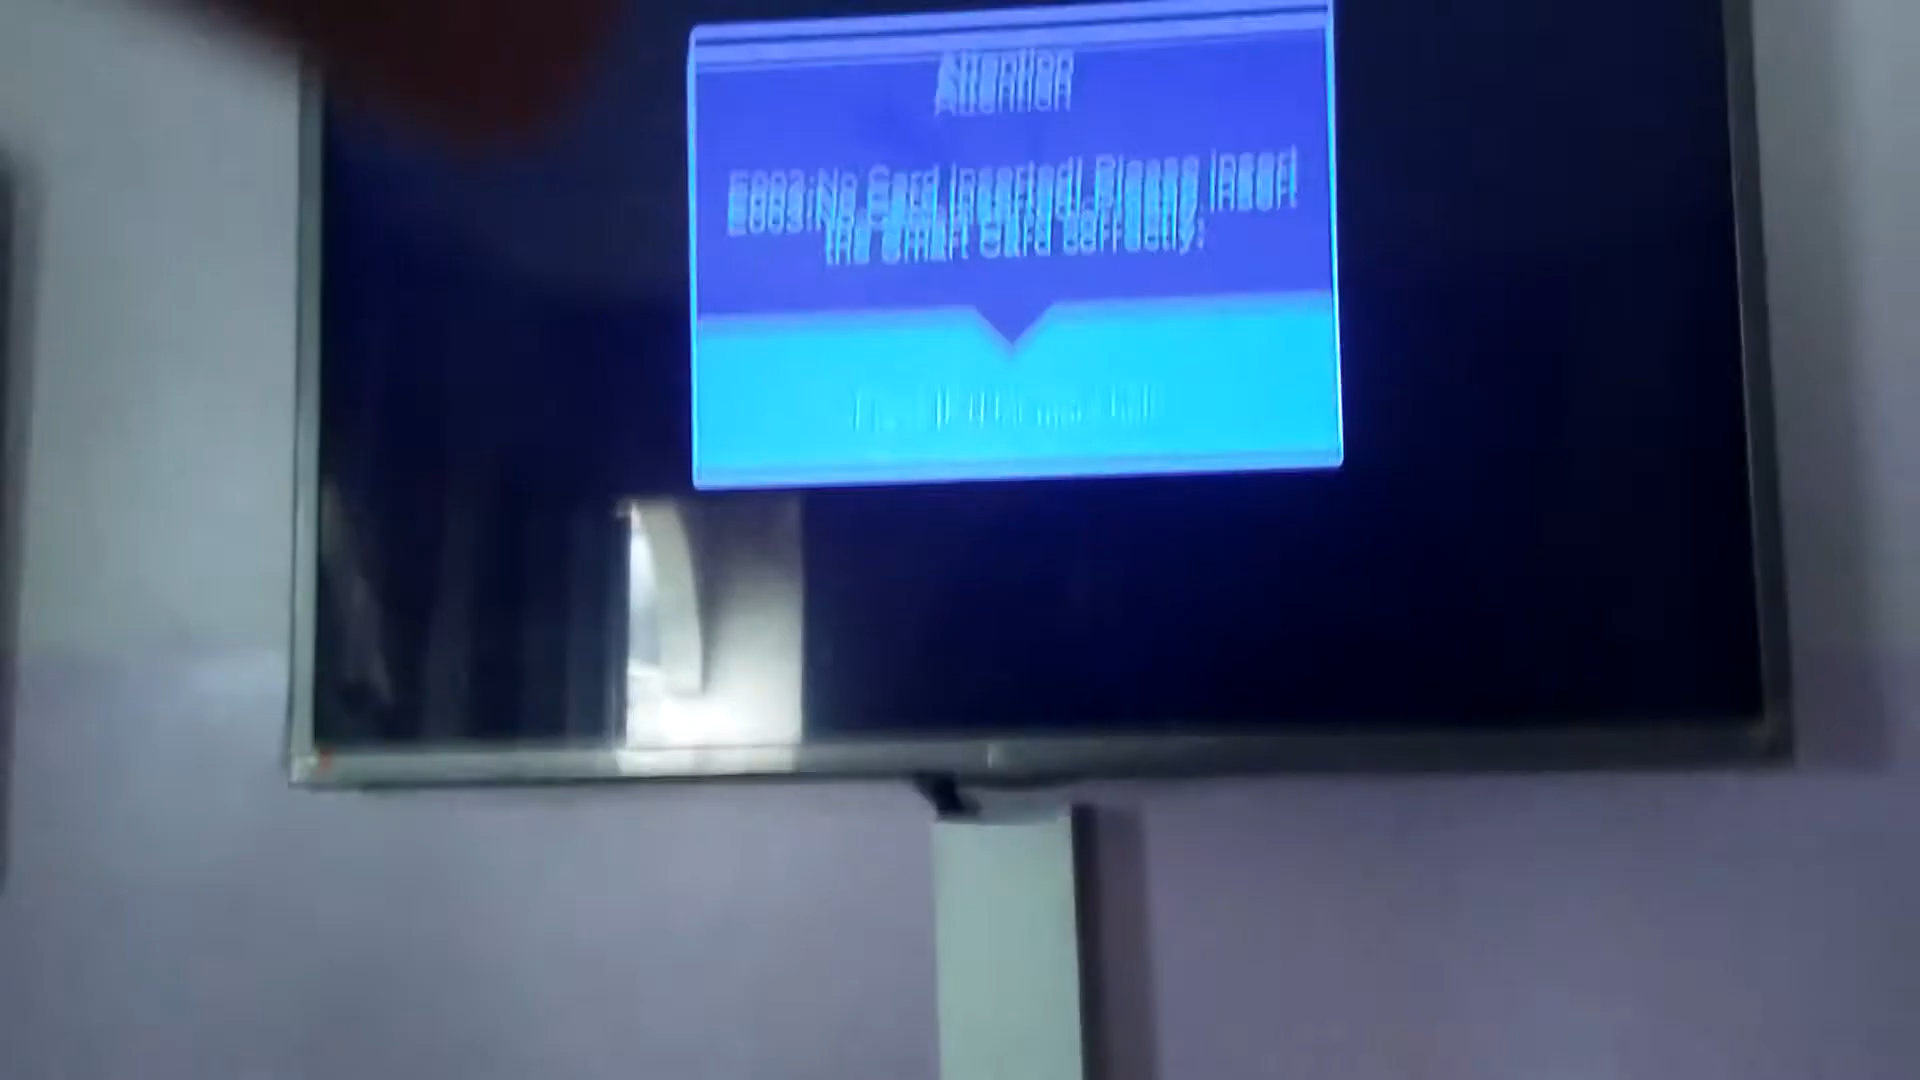 Attention
E003:No Card Inserted! Please insert
the Smart Card correctly.